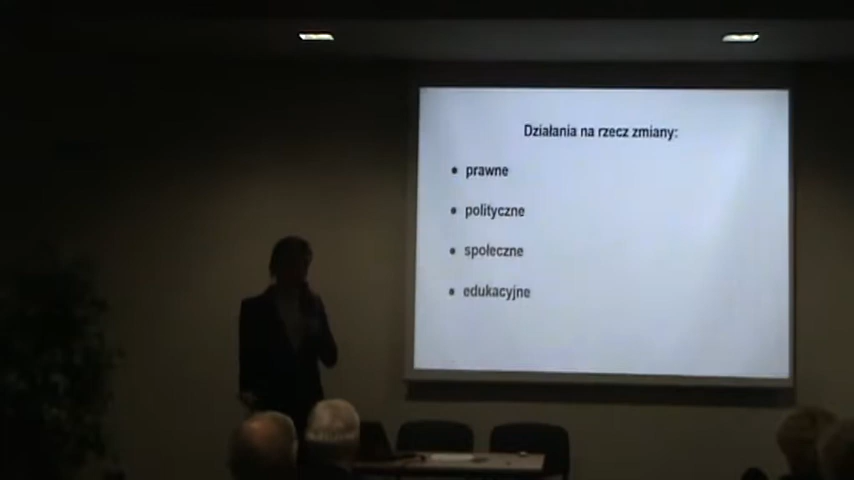 Działania na rzecz zmiany:
• prawne
• polityczne
• społeczne
• edukacyjne